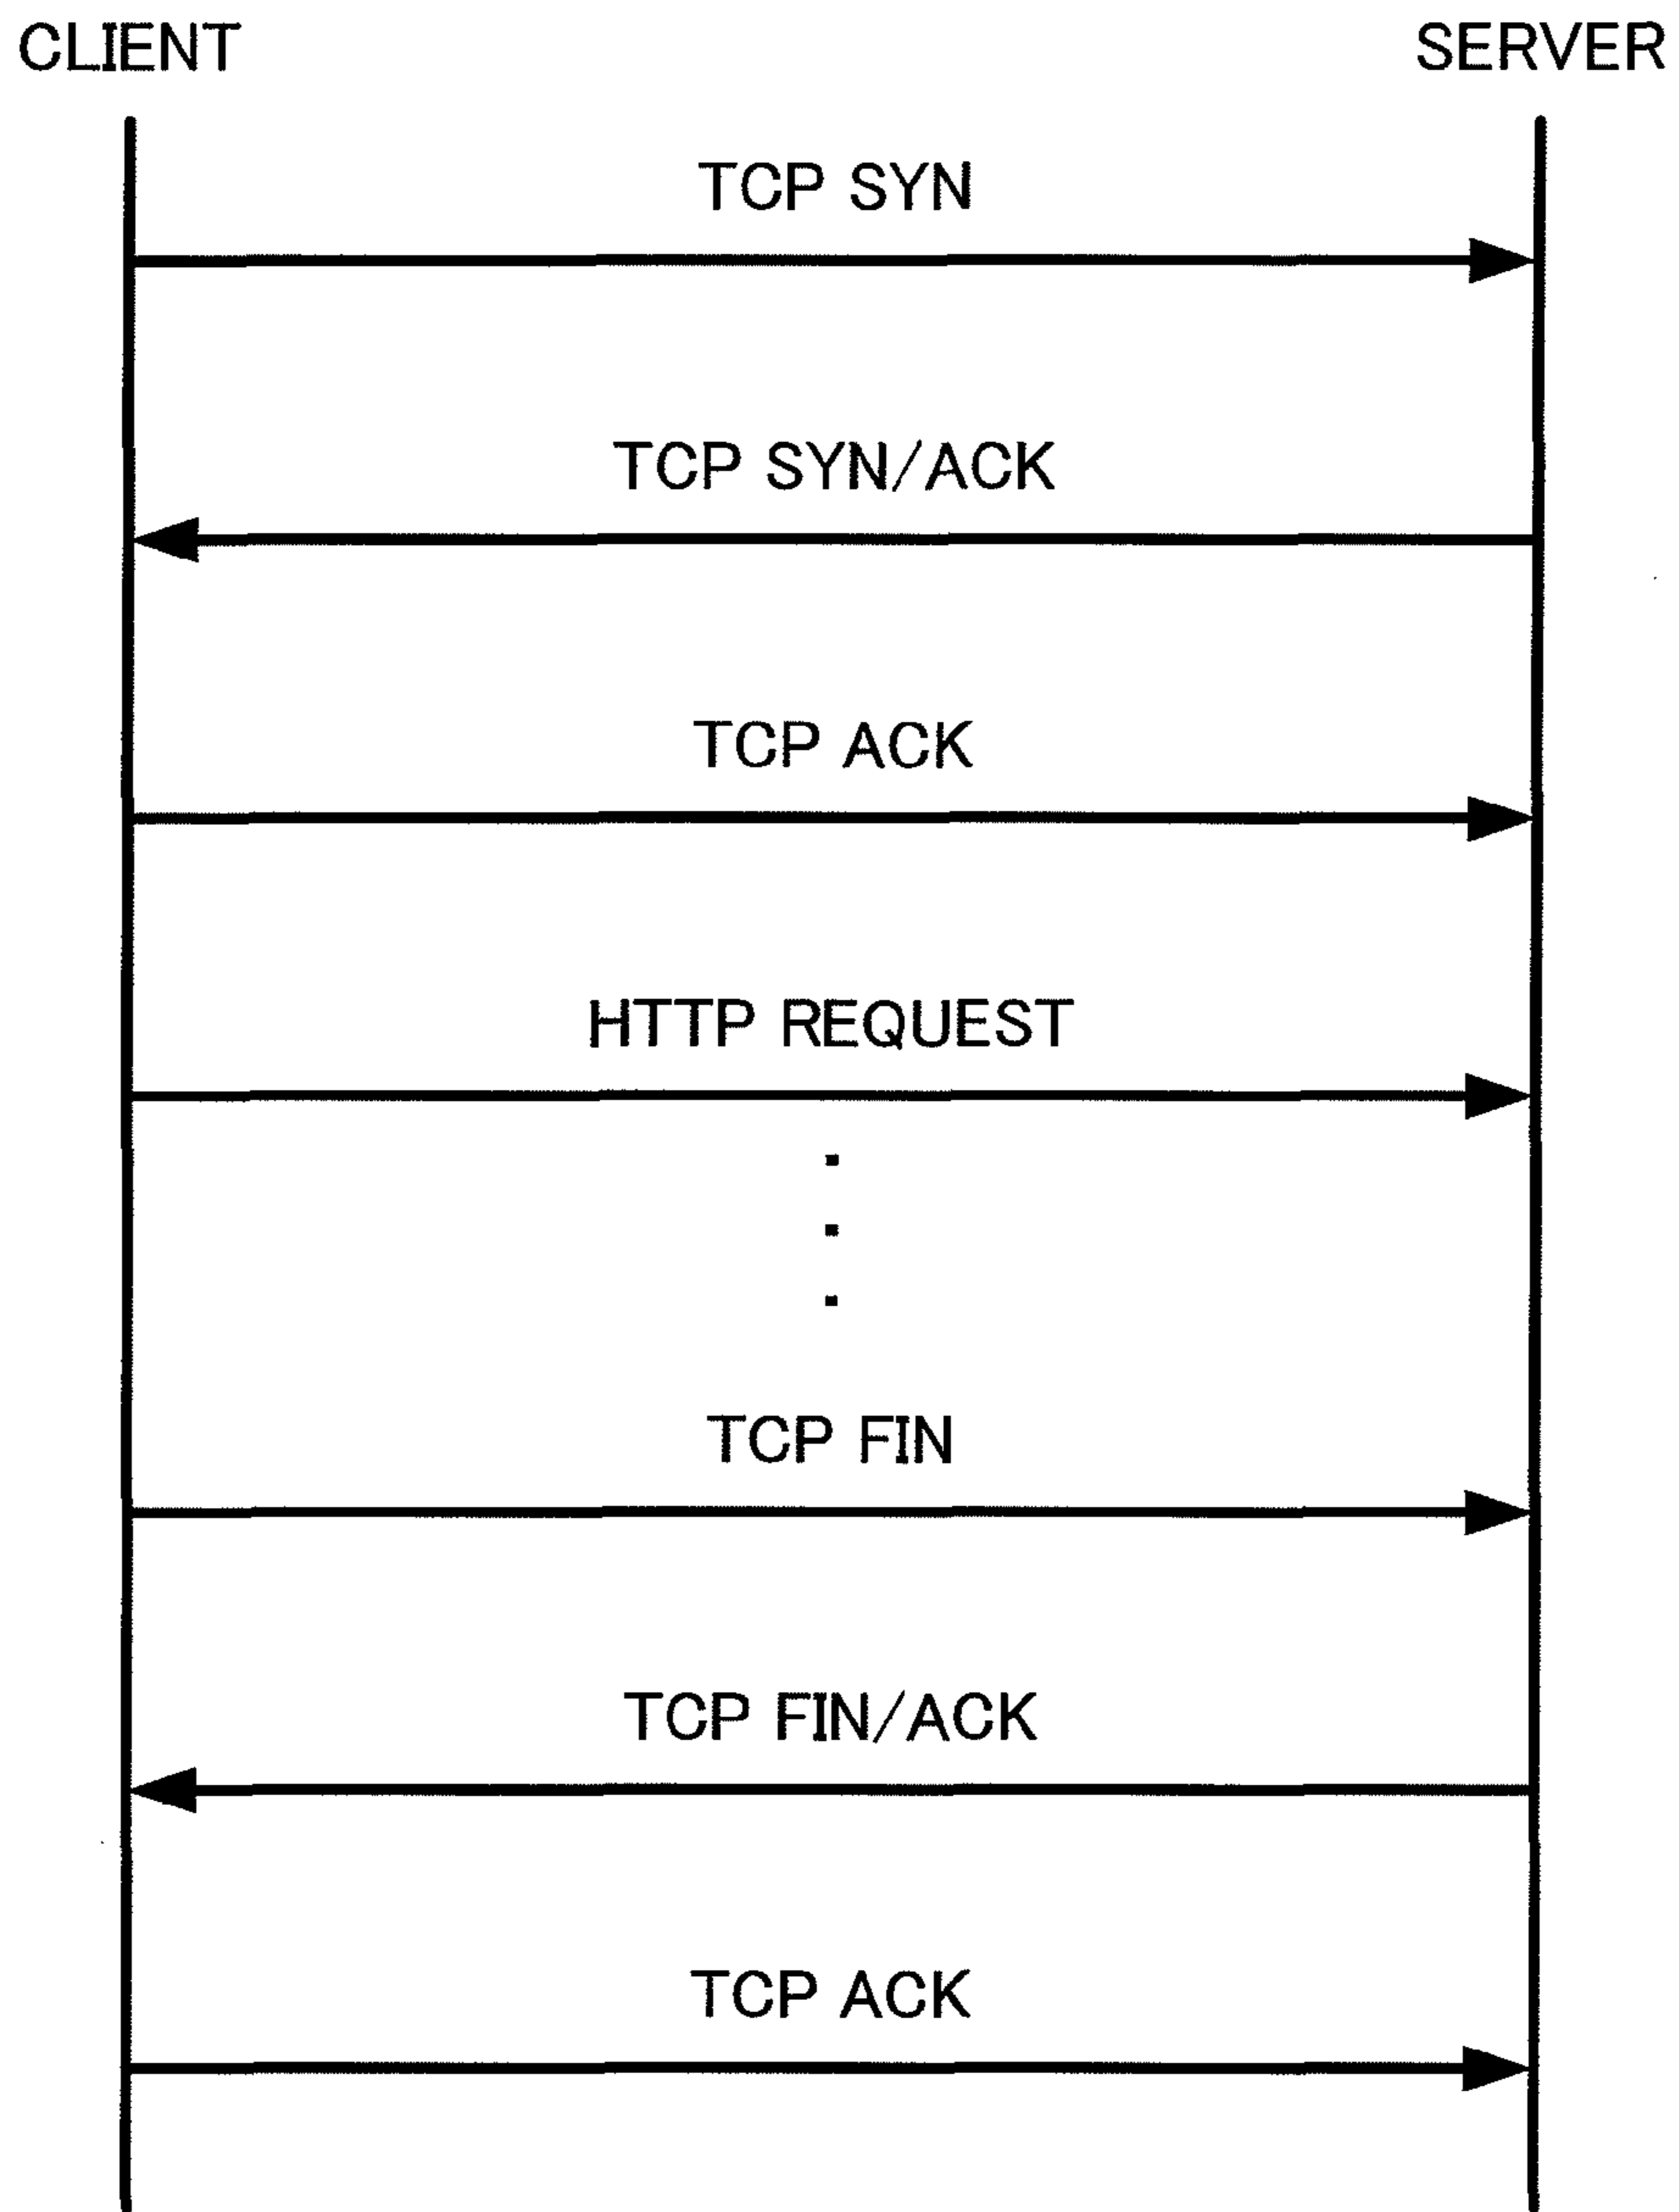 CLIENT SERVER
TCP SYN
TCP SYN/ACK
TCP ACK
HTTP REQUEST
TCP FIN
TCP FIN/ACK
TCP ACK